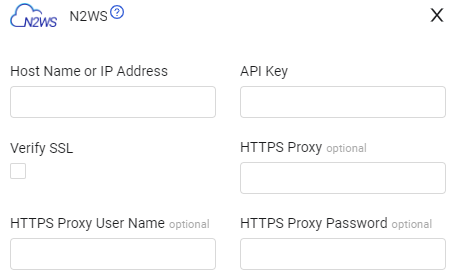 N2WS N2WS ? X
Host Name or IP Address API Key
Verify SSL HTTPS Proxy optional
HTTPS Proxy User Name optional HTTPS Proxy Password optional